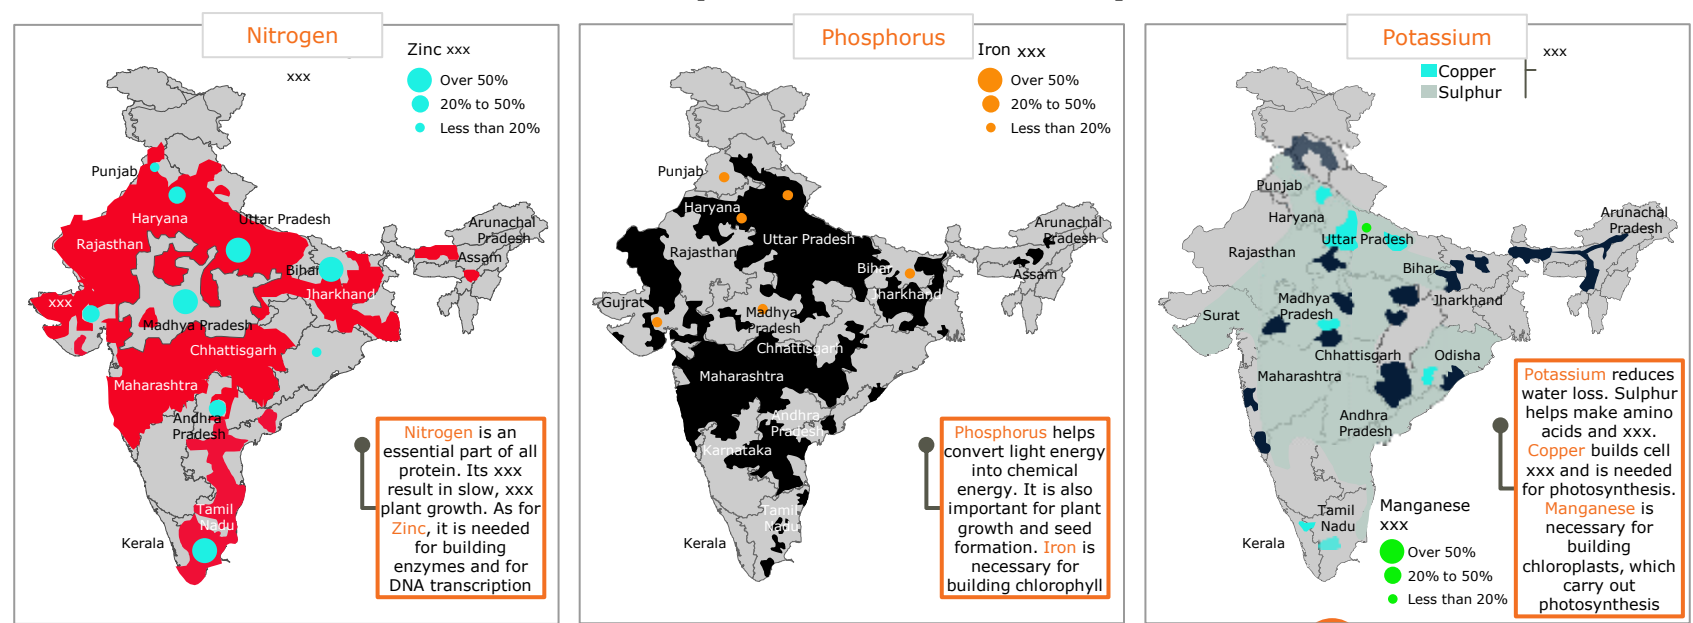 Nitrogen
Zinc xxx
xxx
Over 50%
20% to 50%
Less than 20%
Punjab
Haryana
Uttar Pradesh
Rajasthan
Arunachal
Pradesh
Assam
Bihar
Jharkhand
xxx
Madhya Pradesh
Chhattisgarh
Maharashtra
Andhra
Pradesh
Tamil
Nadu
Kerala
Nitrogen is an
essential part of all
protein. Its xxx
result in slow, xxx
plant growth. As for
Zinc, it is needed
for building
enzymes and for
DNA transcription
Phosphorus
Iron xxx
Over 50%
20% to 50%
Less than 20%
Punjab
Haryana
Uttar Pradesh
Rajasthan
Arunachal
Pradesh
Assam
Bihar
Jharkhand
Gujrat
Madhya
Pradesh
Chhattisgarh
Maharashtra
Andhra
Pradesh
Karnataka
Tamil
Nadu
Kerala
Phosphorus helps
convert light energy
into chemical
energy. It is also
important for plant
growth and seed
formation. Iron is
necessary for
building chlorophyll
Potassium
xxx
Copper
Sulphur
Punjab
Haryana
Uttar Pradesh
Rajasthan
Arunachal
Pradesh
Bihar
Jharkhand
Madhya
Pradesh
Surat
Chhattisgarh
Odisha
Maharashtra
Andhra
Pradesh
Tamil
Nadu
Kerala
Manganese
xxx
Over 50%
20% to 50%
Less than 20%
Potassium reduces
water loss. Sulphur
helps make amino
acids and xxx.
Copper builds cell
xxx and is needed
for photosynthesis.
Manganese is
necessary for
building
chloroplasts, which
carry out
photosynthesis